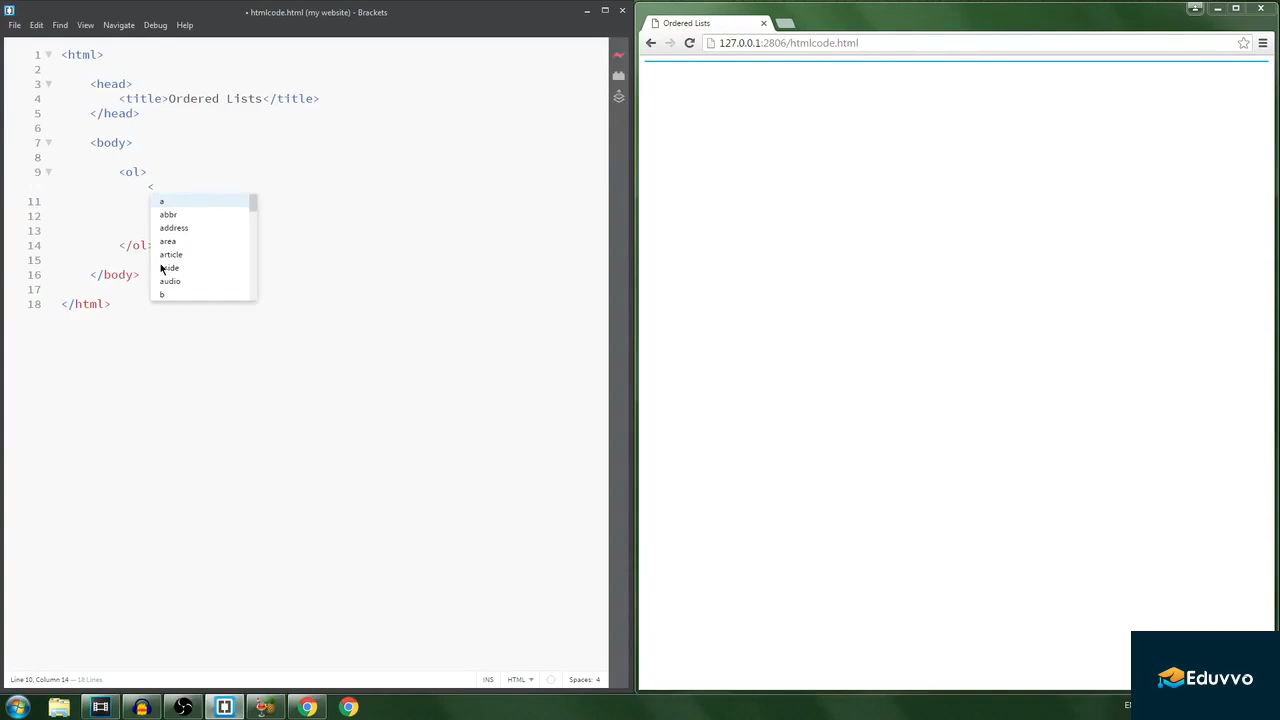 • htmlcode.html (my website) - Brackets
File Edit Find View Navigate Debug Help
1 <html>
2
3 <head>
4 <title>Ordered Lists</title>
5 </head>
6
7 <body>
8
9 <ol>
<
a
11
abbr
12
address
13
area
14 </ol>
article
15
16 </body>
audio
17
b
18 </html>
Line 10, Column 14 — 18 Lines
INS HTML Spaces: 4
Ordered Lists
127.0.0.1:2806/htmlcode.html
Eduvvo